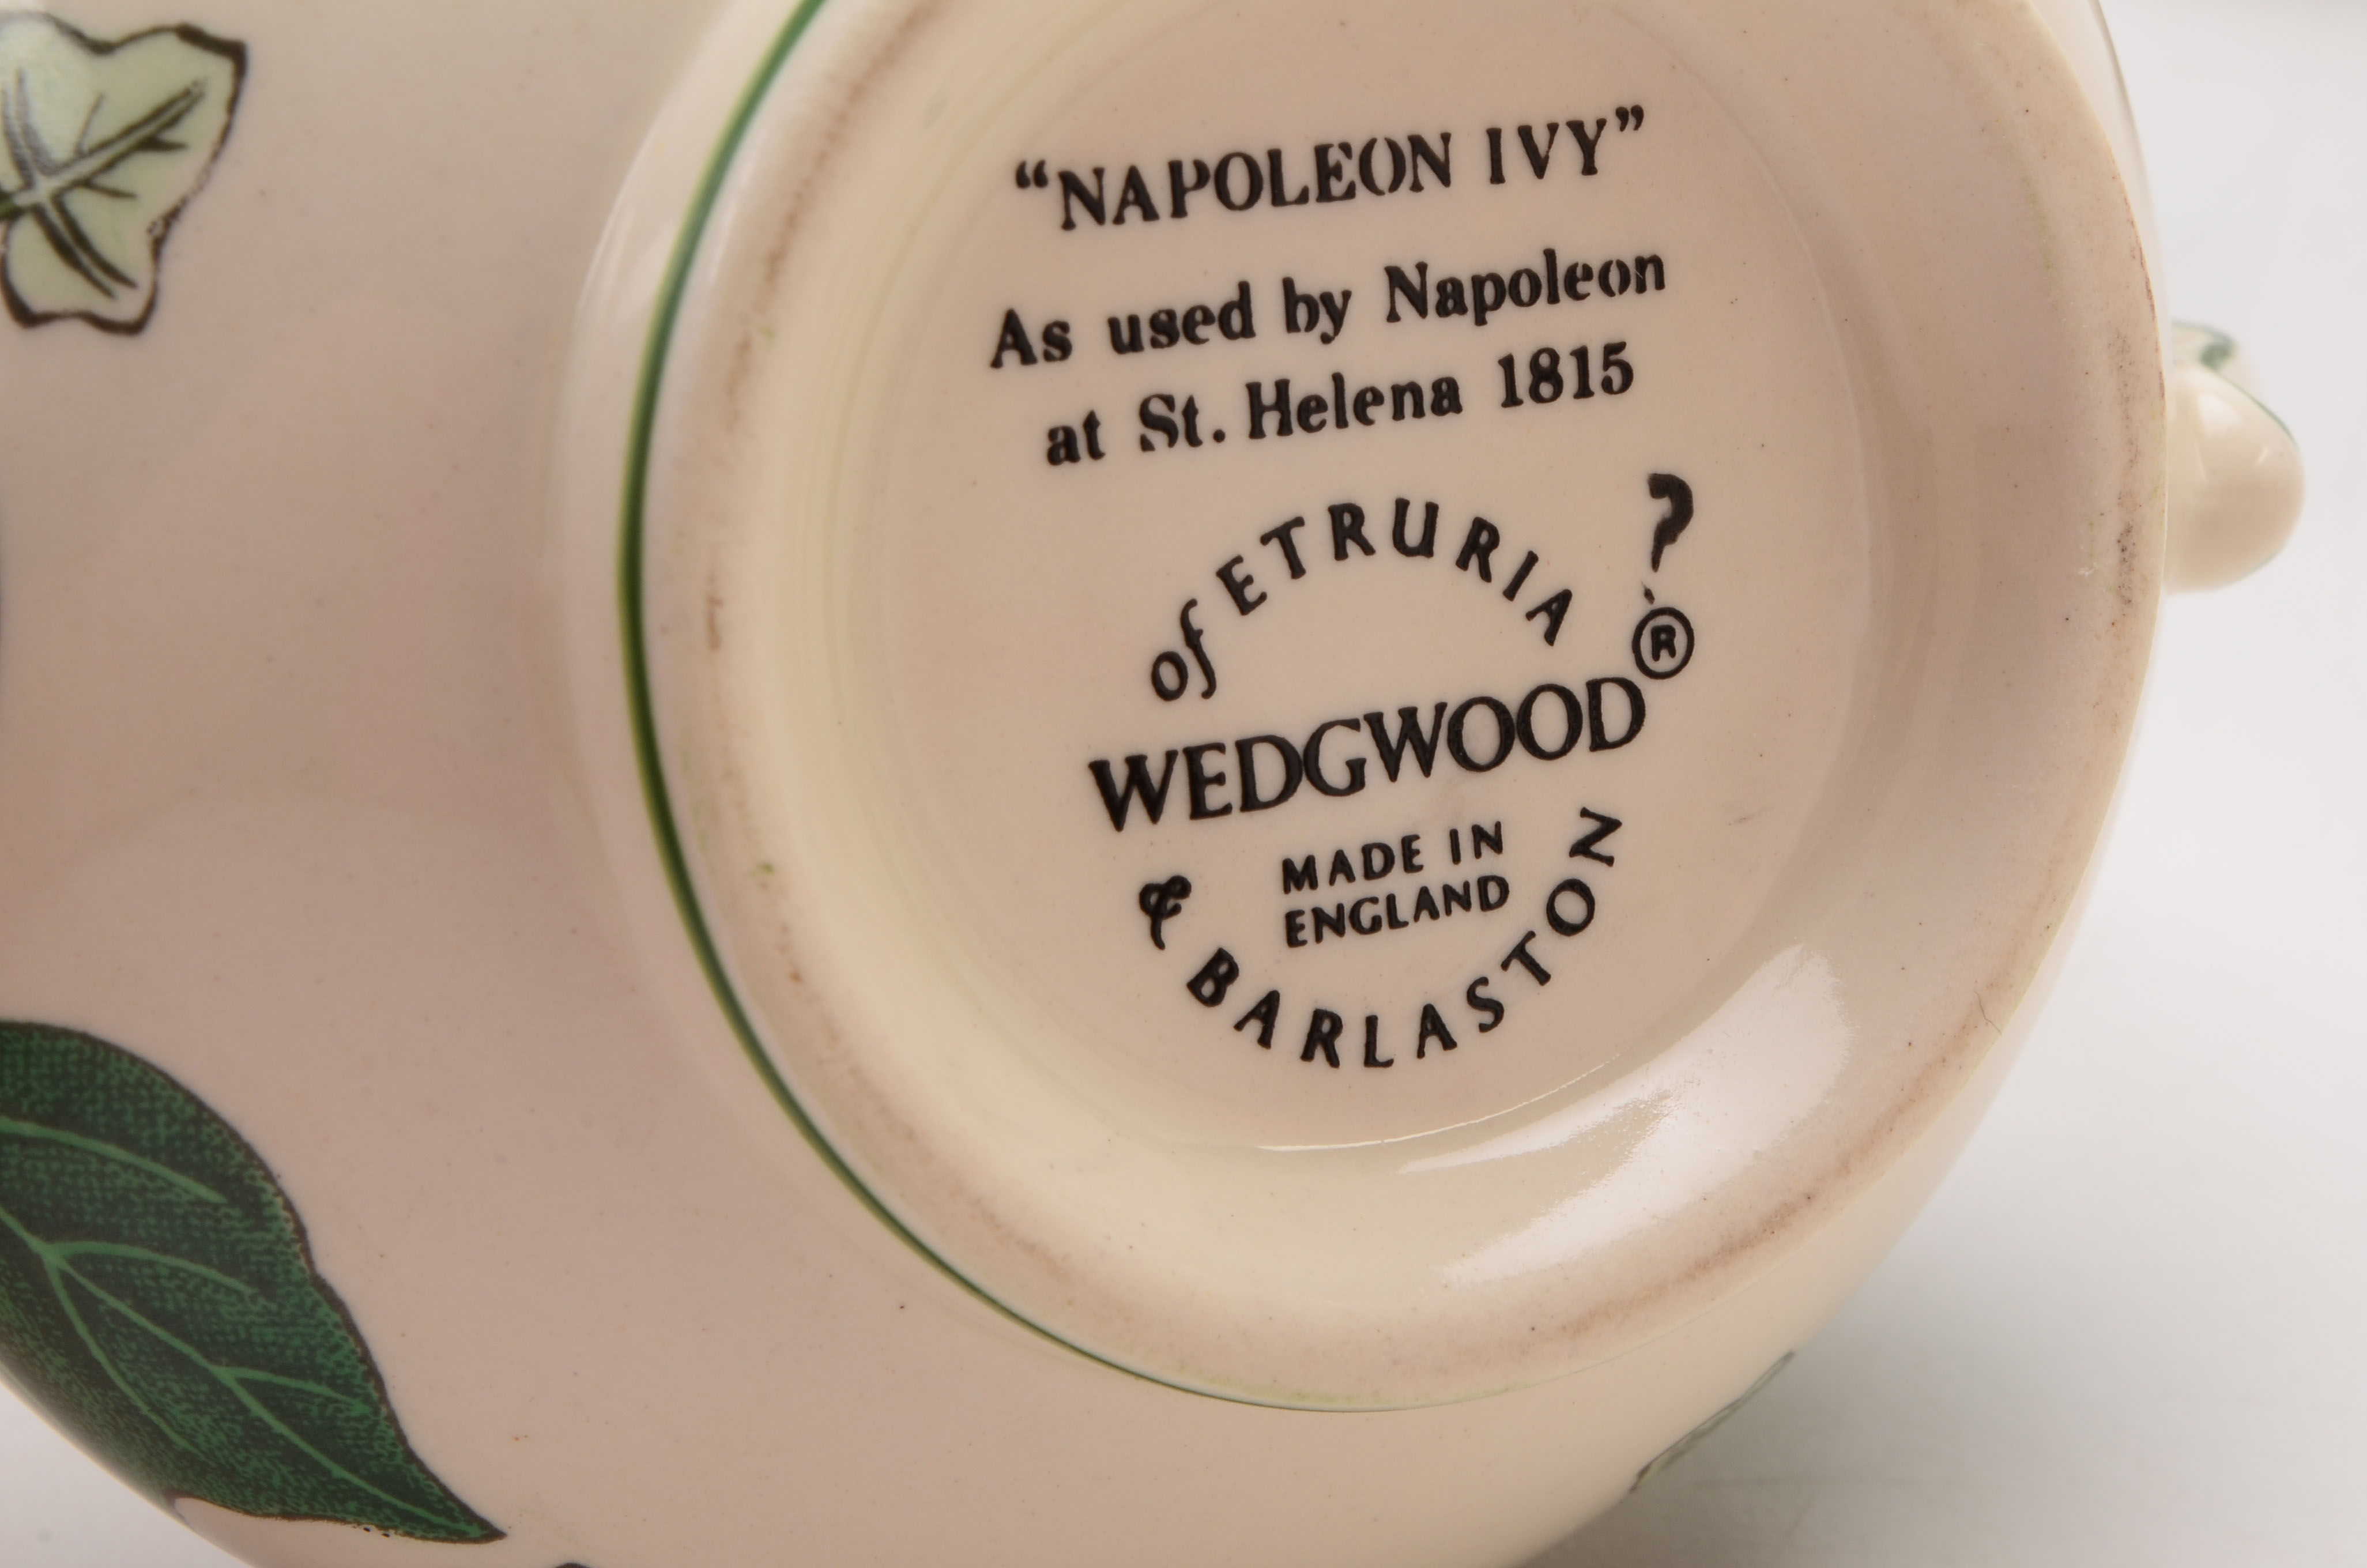 “NAPOLEON IVY”
As used by Napoleon
at St. Helena 1815
?
of ETRURIA
WEDGWOOD®
MADE IN
ENGLAND
& BARLASTON